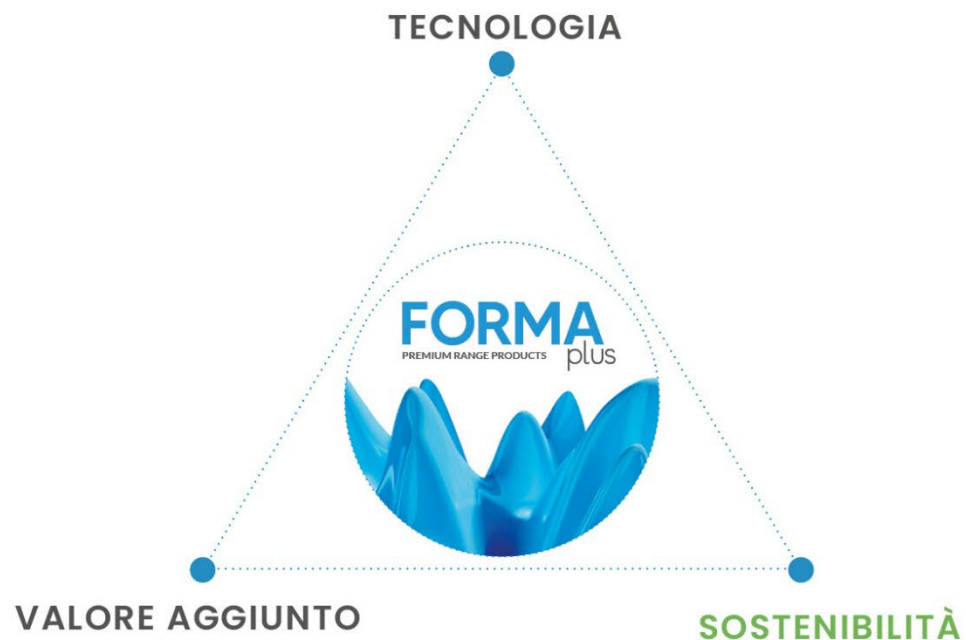 TECNOLOGIA
FORMA
PREMIUM RANGE PRODUCTS plus
VALORE AGGIUNTO
SOSTENIBILITÀ